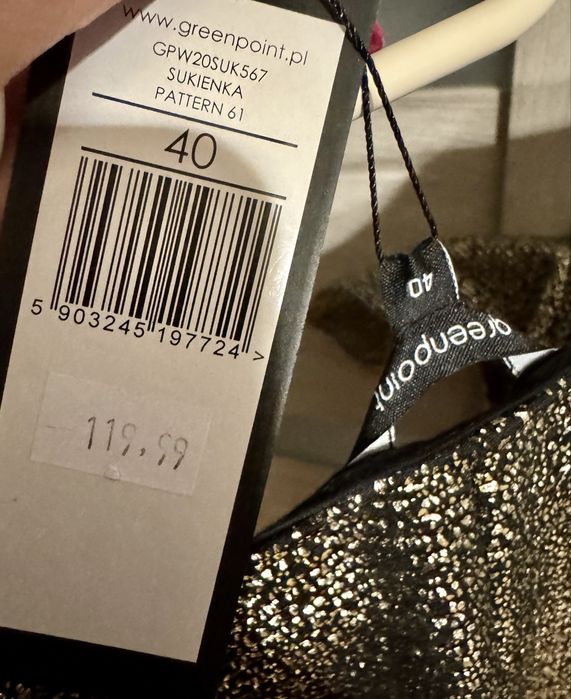 www.greenpoint.pl
GPW20SUK567
SUKIENKA
PATTERN 61
40
5 903245 197724 >
119.99
40
greenpoint